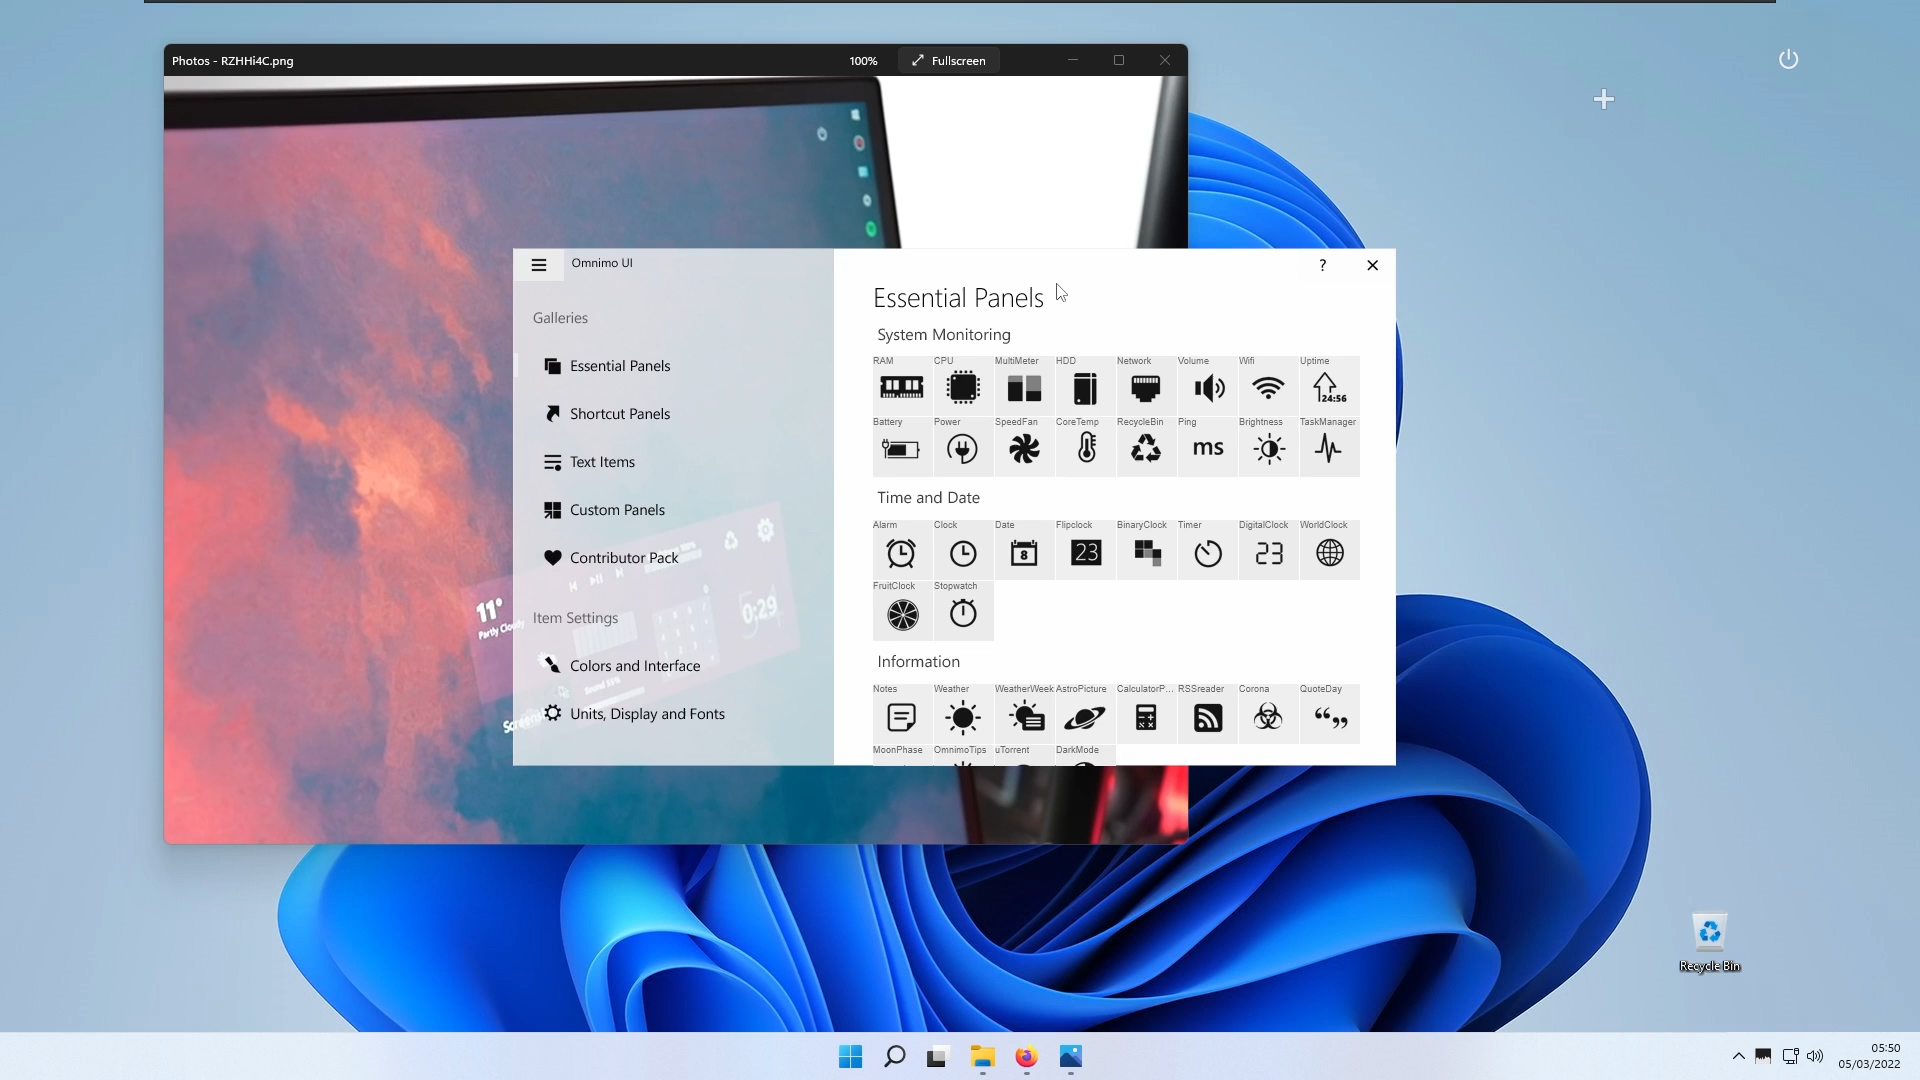 Photos - RZHHi4C.png
100%
Fullscreen
Omnimo UI
?
Galleries
Essential Panels
Shortcut Panels
Text Items
Custom Panels
Contributor Pack
Item Settings
Colors and Interface
Units, Display and Fonts
11°
Partly Cloudy
0:29
Sound 55%
Essential Panels
System Monitoring
RAM CPU MultiMeter HDD Network Volume Wifi Uptime
24:56
Battery Power SpeedFan CoreTemp RecycleBin Ping Brightness TaskManager
ms
Time and Date
Alarm Clock Date Flipclock BinaryClock Timer DigitalClock WorldClock
8 23 23
FruitClock Stopwatch
Information
Notes Weather WeatherWeek AstroPicture CalculatorP... RSSreader Corona QuoteDay
MoonPhase OmnimoTips uTorrent DarkMode
Recycle Bin
05:50
05/03/2022